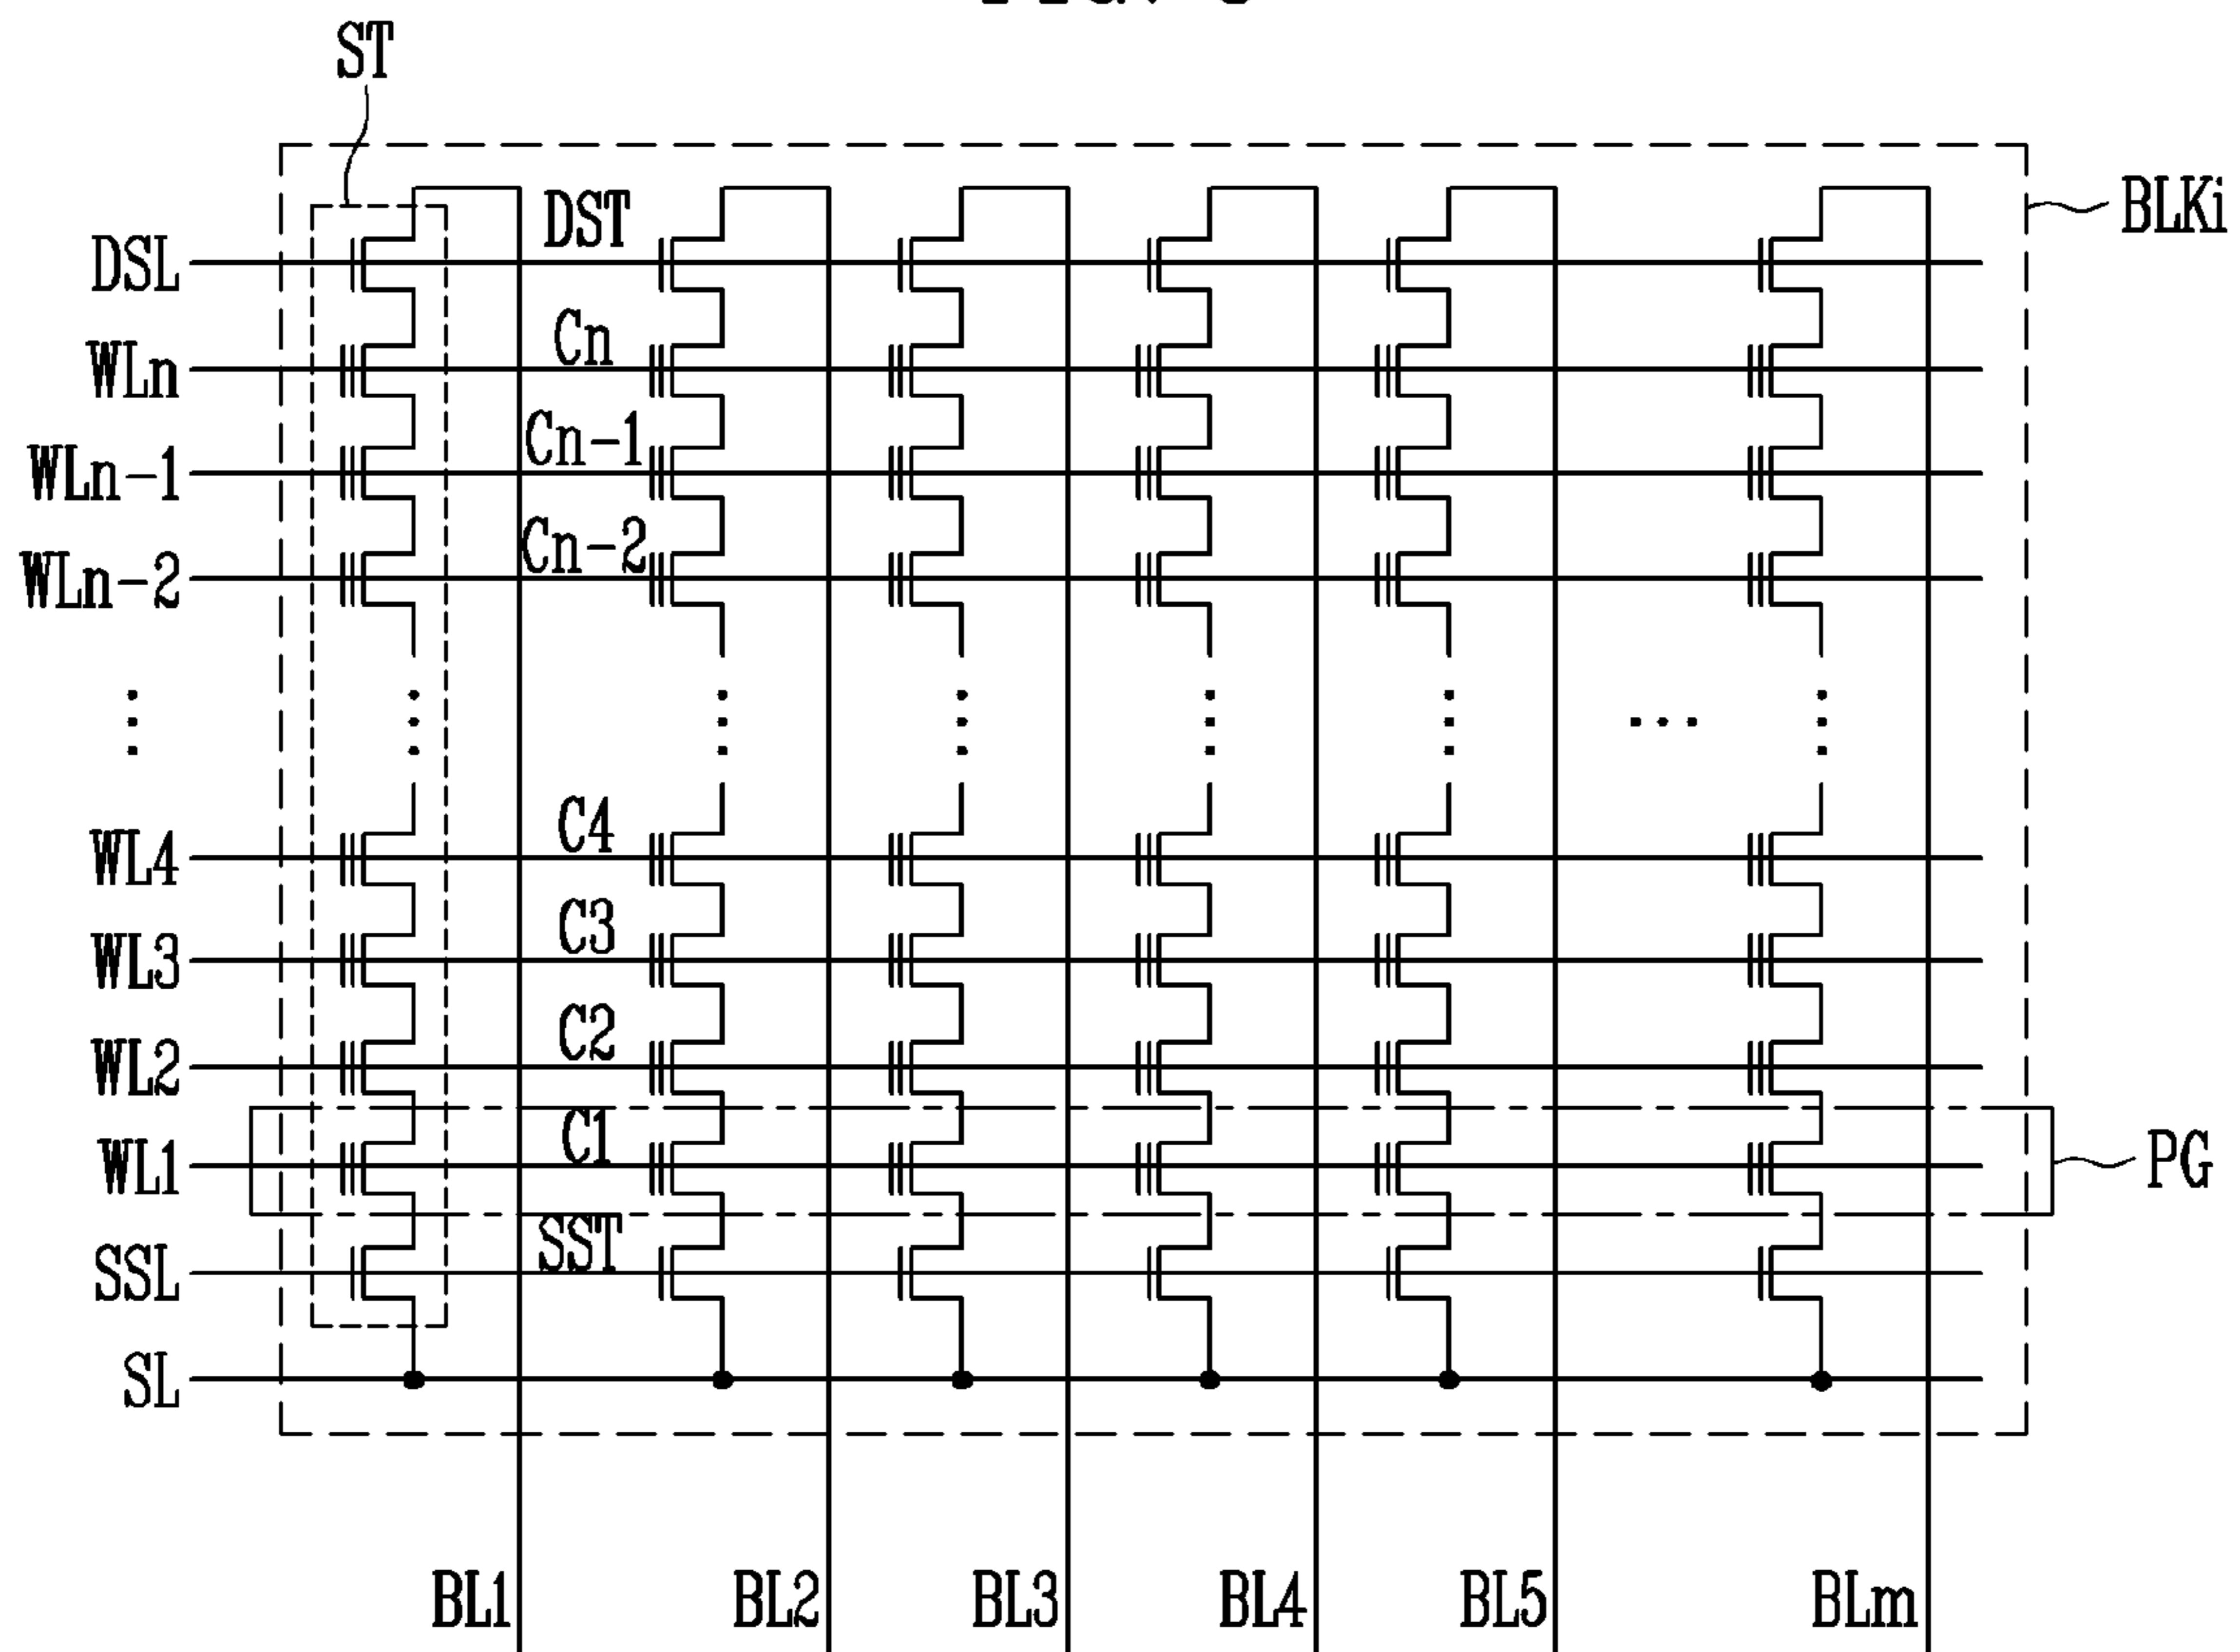 ST
BLKi
DST
DSL
Cn
WLn
Cn-1
WLn-1
Cn-2
WLn-2
C4
WL4
C3
WL3
C2
WL2
C1
WL1
PG
SST
SSL
SL
BL1 BL2 BL3 BL4 BL5 BLm